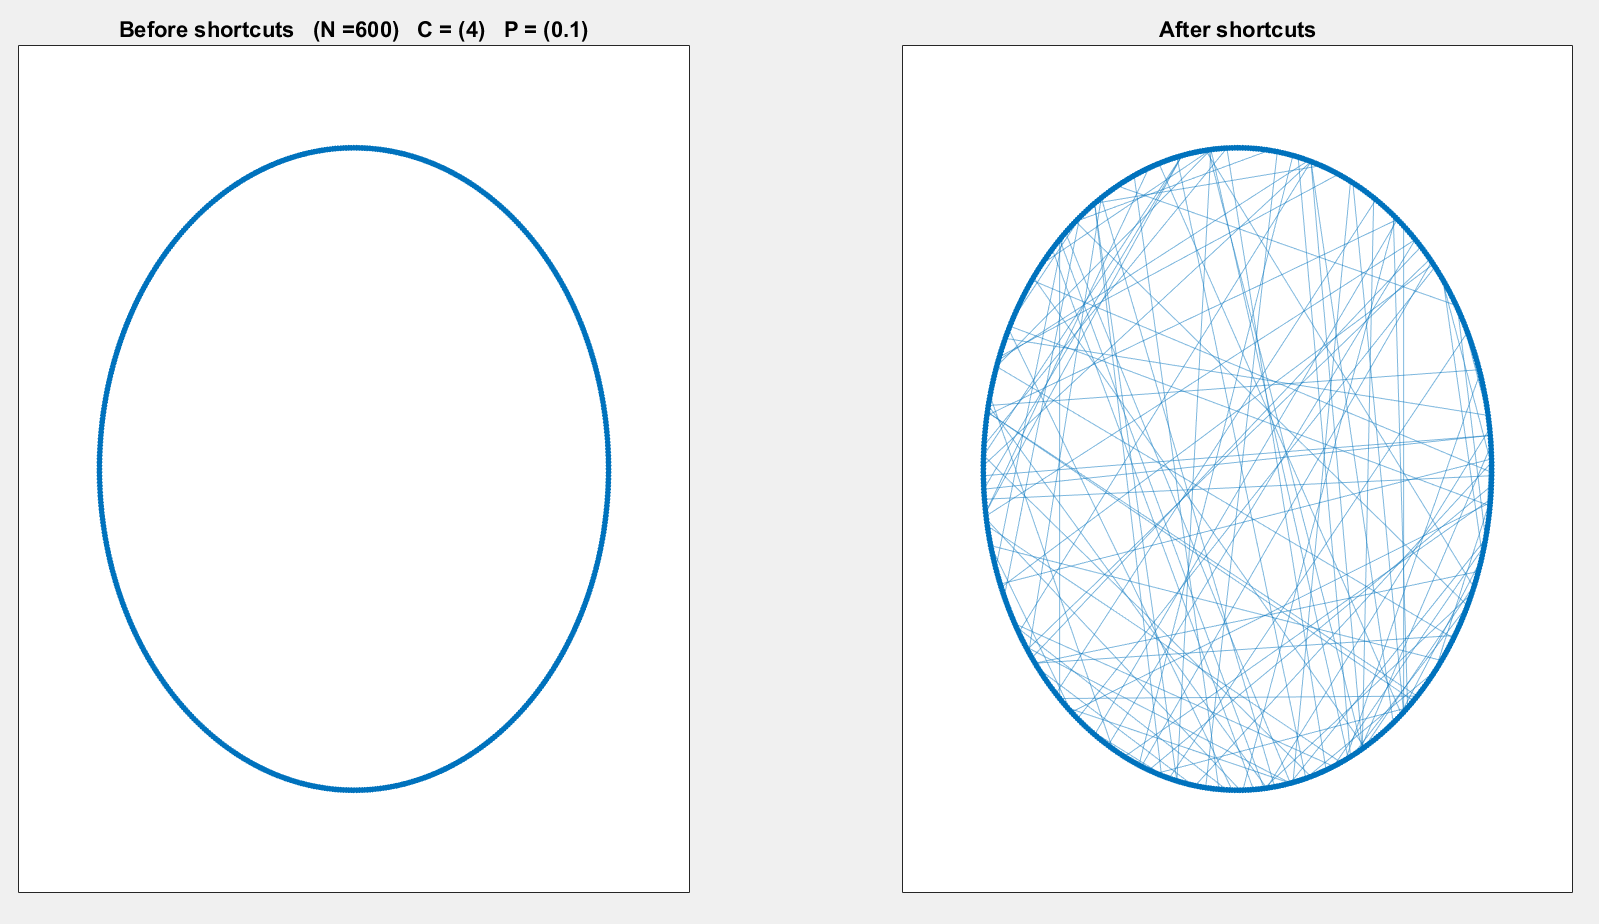 Before shortcuts (N =600) C = (4) P = (0.1)
After shortcuts